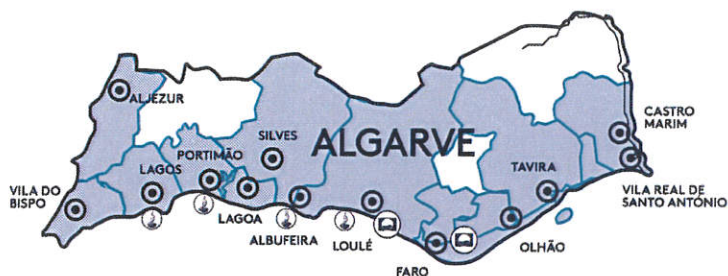 ALJEZUR
SILVES
ALGARVE
CASTRO
MARIM
PORTIMÃO
LAGOS
TAVIRA
VILA DO
BISPO
LAGOA
VILA REAL DE
SANTO ANTÓNIO
ALBUFEIRA
LOULÉ
OLHÃO
FARO